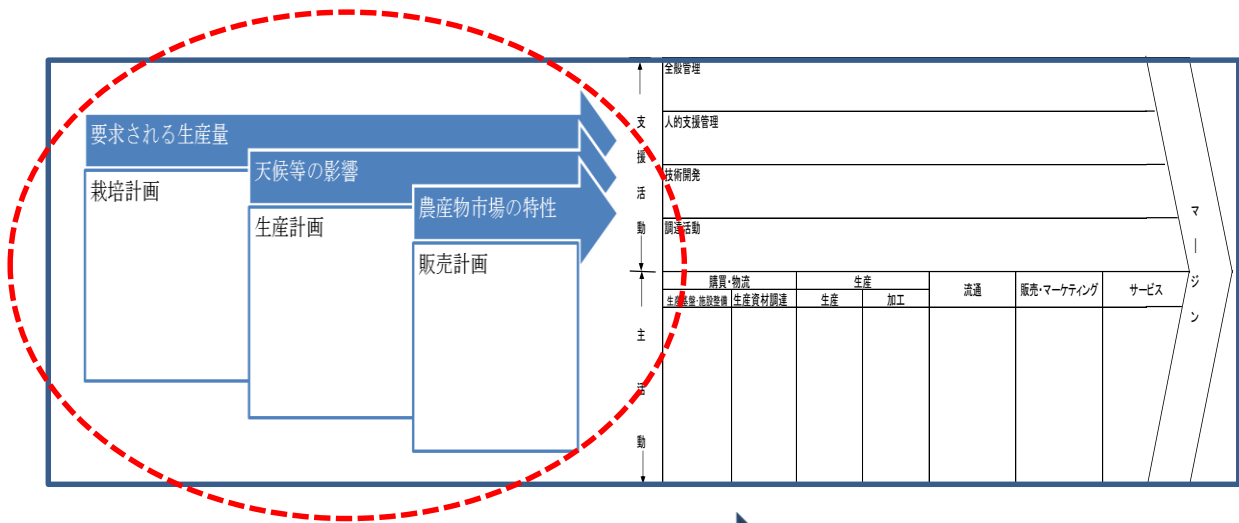 要求される生産量
栽培計画
天候等の影響
生産計画
農産物市場の特性
販売計画
支援活動
全般管理
人的支援管理
技術開発
調達活動
主活動
購買・物流
生産基盤・施設整備
生産資材調達
生産
生産
加工
流通
販売・マーケティング
サービス
マージン